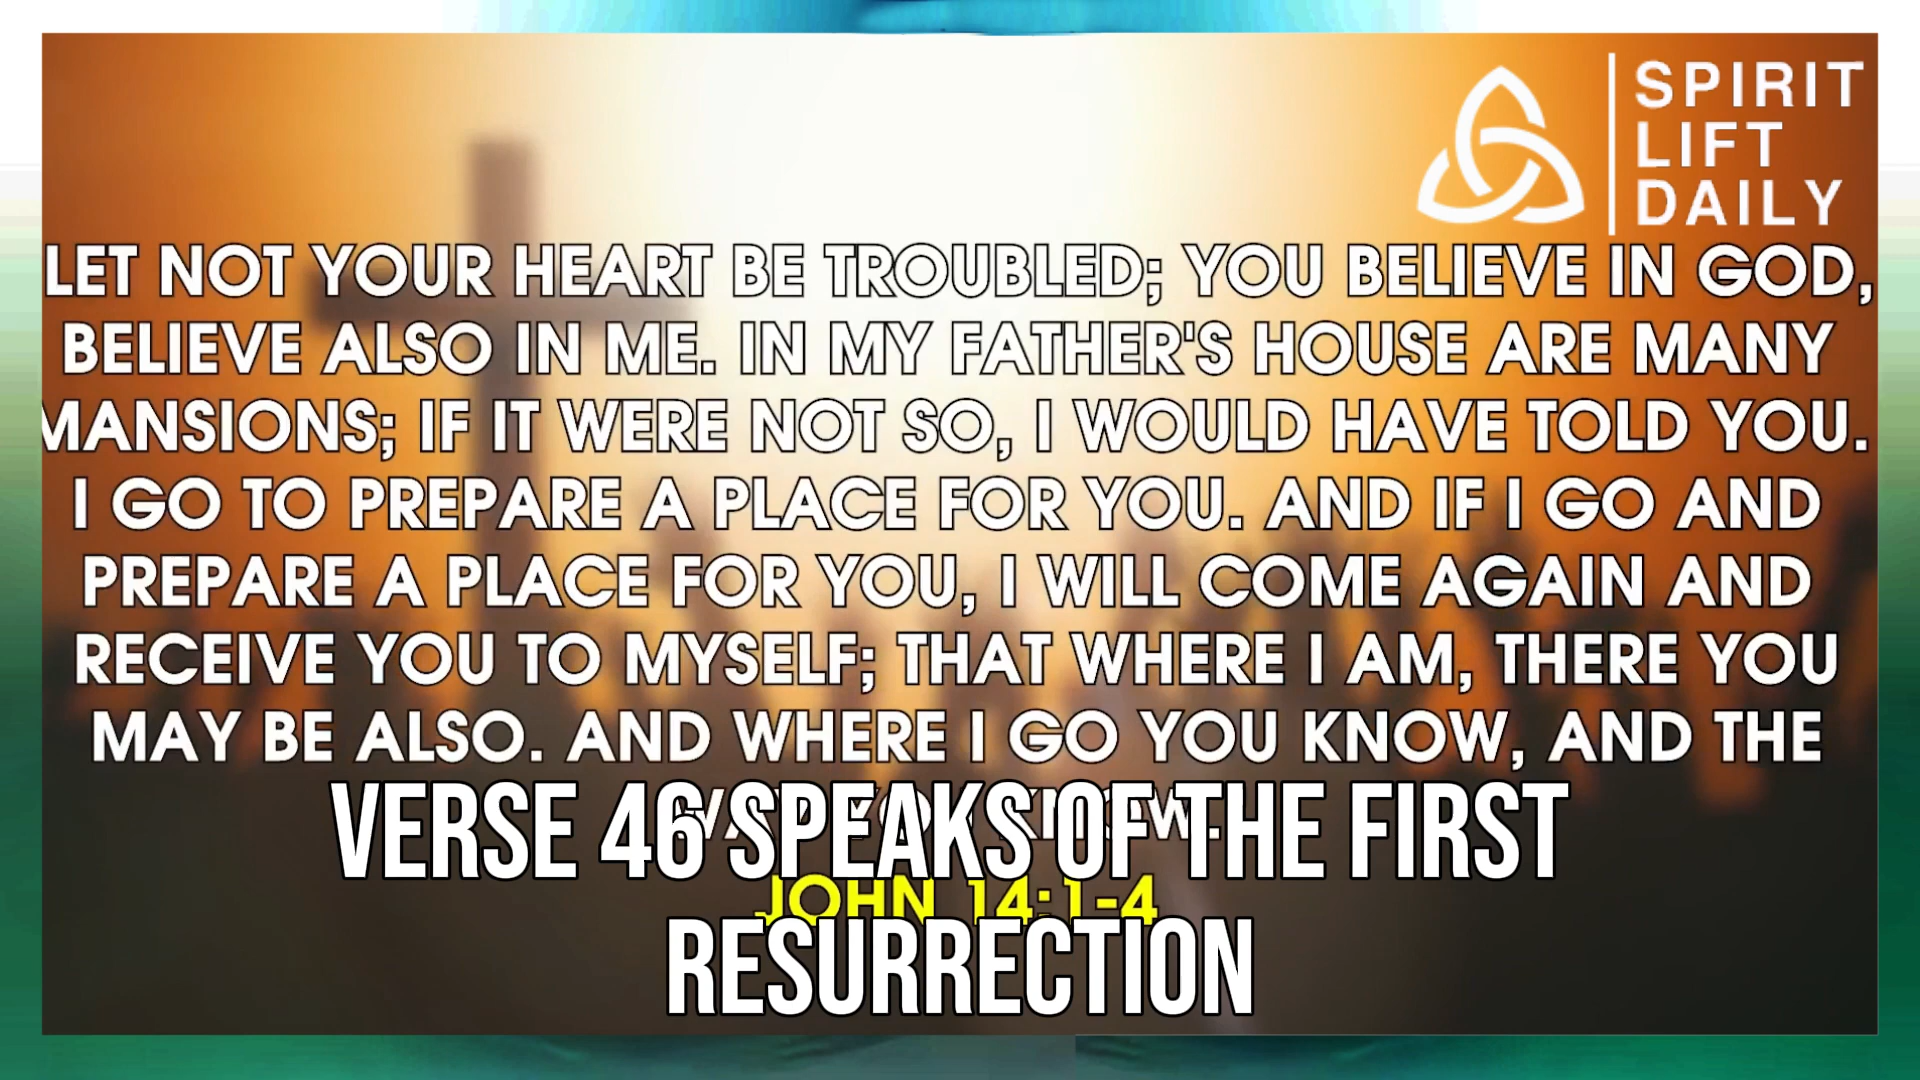 SPIRIT
LIFT
DAILY
LET NOT YOUR HEART BE TROUBLED; YOU BELIEVE IN GOD,
BELIEVE ALSO IN ME. IN MY FATHER'S HOUSE ARE MANY
MANSIONS; IF IT WERE NOT SO, I WOULD HAVE TOLD YOU.
I GO TO PREPARE A PLACE FOR YOU. AND IF I GO AND
PREPARE A PLACE FOR YOU, I WILL COME AGAIN AND
RECEIVE YOU TO MYSELF; THAT WHERE I AM, THERE YOU
MAY BE ALSO. AND WHERE I GO YOU KNOW, AND THE
VERSE 46 SPEAKS OF THE FIRST
JOHN 14:1-4
RESURRECTION